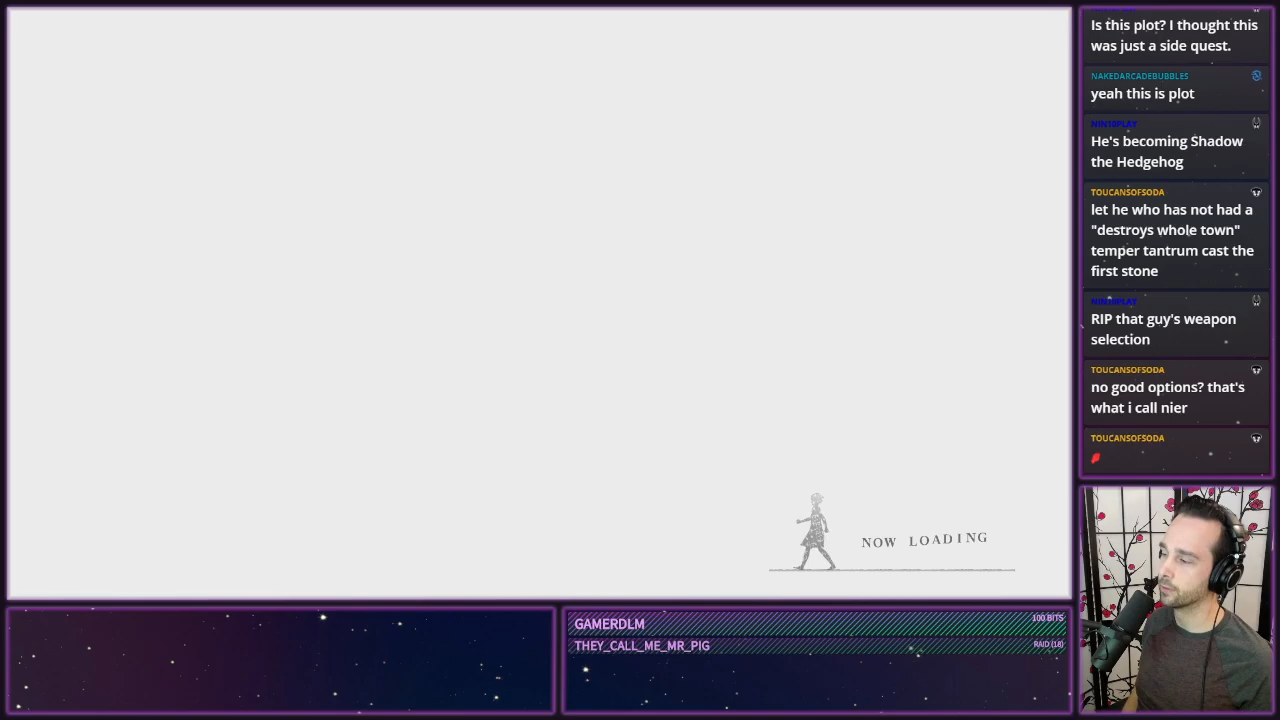 Is this plot? I thought this
was just a side quest.
NAKEDARCADEBUBBLES
yeah this is plot
NIN10PLAY
He's becoming Shadow
the Hedgehog
TOUCANSOFSODA
let he who has not had a
"destroys whole town"
temper tantrum cast the
first stone
NIN10PLAY
RIP that guy's weapon
selection
TOUCANSOFSODA
no good options? that's
what i call nier
TOUCANSOFSODA
NOW LOADING
GAMERDLM
100 BITS
THEY_CALL_ME_MR_PIG
RAID (18)